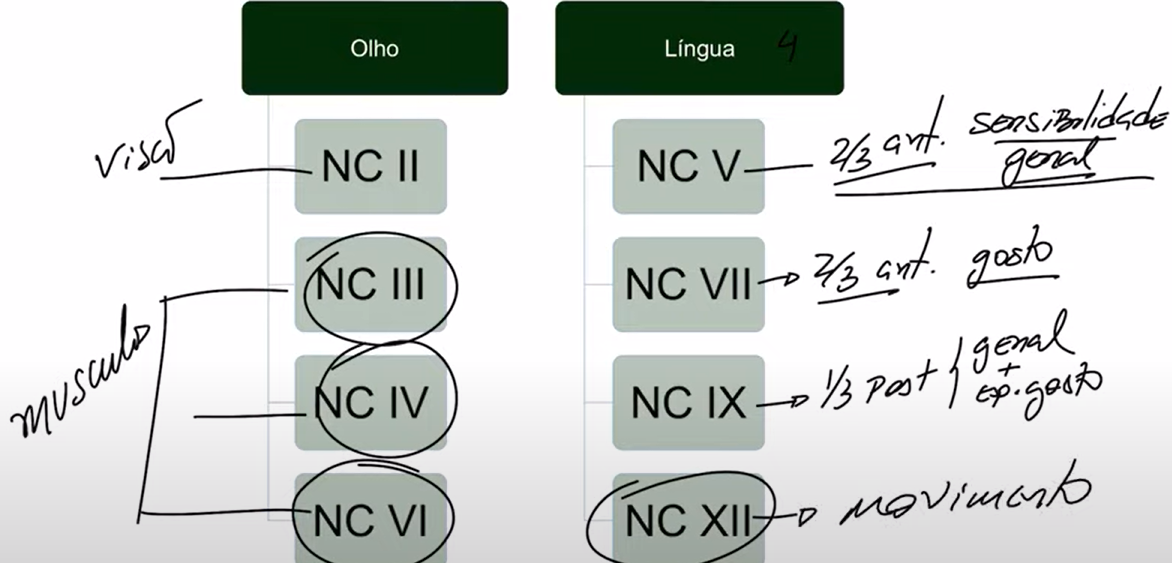 Olho
Língua 4
visão
NC II
NC III
NC IV
NC VI
musculo
NC V
2/3 ant. sensibilidade
geral
NC VII
2/3 ant. gosto
NC IX
1/3 post geral
+
esp. gosto
NC XII
movimento